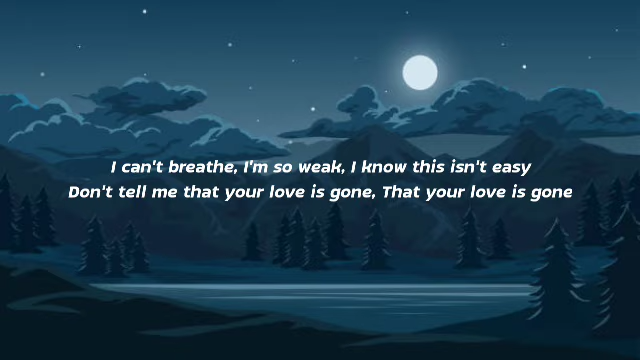 I can't breathe, I'm so weak, I know this isn't easy
Don't tell me that your love is gone, That your love is gone